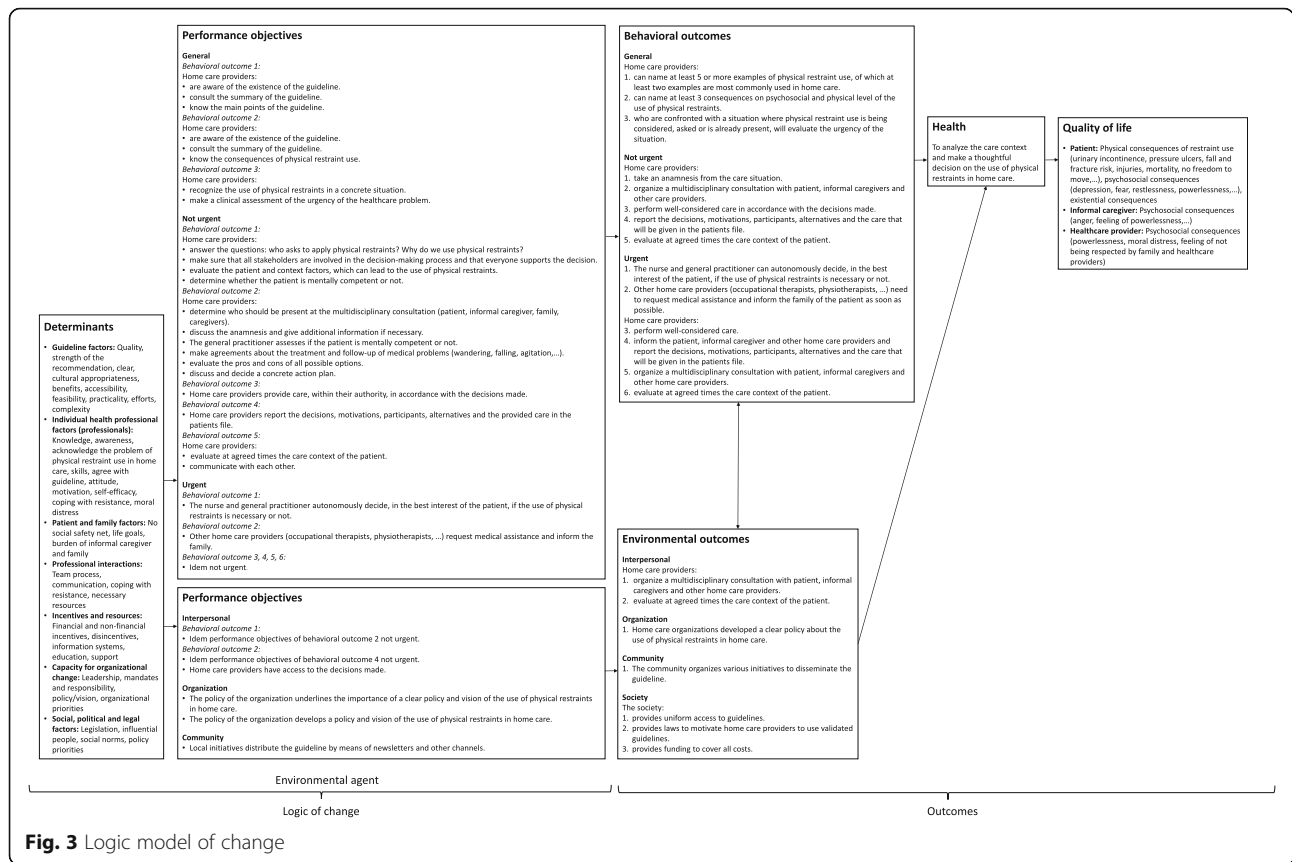 Determinants
• Guideline factors: Quality,
strength of the
recommendation, clear,
cultural appropriateness,
benefits, accessibility,
feasibility, practicality, efforts,
complexity
• Individual health professional
factors (professionals):
Knowledge, awareness,
acknowledge the problem of
physical restraint use in home
care, skills, agree with
guideline, attitude,
motivation, self-efficacy,
coping with resistance, moral
distress
• Patient and family factors: No
social safety net, life goals,
burden of informal caregiver
and family
• Professional interactions:
Team process,
communication, coping with
resistance, necessary
resources
• Incentives and resources:
Financial and non-financial
incentives, disincentives,
information systems,
education, support
• Capacity for organizational
change: Leadership, mandates
and responsibility,
policy/vision, organizational
priorities
• Social, political and legal
factors: Legislation, influential
people, social norms, policy
priorities
Performance objectives
General
Behavioral outcome 1:
Home care providers:
• are aware of the existence of the guideline.
• consult the summary of the guideline.
• know the main points of the guideline.
Behavioral outcome 2:
Home care providers:
• are aware of the existence of the guideline.
• consult the summary of the guideline.
• know the consequences of physical restraint use.
Behavioral outcome 3:
Home care providers:
• recognize the use of physical restraints in a concrete situation.
• make a clinical assessment of the urgency of the healthcare problem.
Not urgent
Behavioral outcome 1:
Home care providers:
• answer the questions: who asks to apply physical restraints? Why do we use physical restraints?
• make sure that all stakeholders are involved in the decision-making process and that everyone supports the decision.
• evaluate the patient and context factors, which can lead to the use of physical restraints.
• determine whether the patient is mentally competent or not.
Behavioral outcome 2:
Home care providers:
• determine who should be present at the multidisciplinary consultation (patient, informal caregiver, family,
caregivers).
• discuss the anamnesis and give additional information if necessary.
• The general practitioner assesses if the patient is mentally competent or not.
• make agreements about the treatment and follow-up of medical problems (wandering, falling, agitation,...).
• evaluate the pros and cons of all possible options.
• discuss and decide a concrete action plan.
Behavioral outcome 3:
• Home care providers provide care, within their authority, in accordance with the decisions made.
Behavioral outcome 4:
• Home care providers report the decisions, motivations, participants, alternatives and the provided care in the
patients file.
Behavioral outcome 5:
Home care providers:
• evaluate at agreed times the care context of the patient.
• communicate with each other.
Urgent
Behavioral outcome 1:
• The nurse and general practitioner autonomously decide, in the best interest of the patient, if the use of physical
restraints is necessary or not.
Behavioral outcome 2:
• Other home care providers (occupational therapists, physiotherapists, ...) request medical assistance and inform the
family.
Behavioral outcome 3, 4, 5, 6:
• Idem not urgent.
Performance objectives
Interpersonal
Behavioral outcome 1:
• Idem performance objectives of behavioral outcome 2 not urgent.
Behavioral outcome 2:
• Idem performance objectives of behavioral outcome 4 not urgent.
• Home care providers have access to the decisions made.
Organization
• The policy of the organization underlines the importance of a clear policy and vision of the use of physical restraints
in home care.
• The policy of the organization develops a policy and vision of the use of physical restraints in home care.
Community
• Local initiatives distribute the guideline by means of newsletters and other channels.
Behavioral outcomes
General
Home care providers:
1. can name at least 5 or more examples of physical restraint use, of which at
least two examples are most commonly used in home care.
2. can name at least 3 consequences on psychosocial and physical level of the
use of physical restraints.
3. who are confronted with a situation where physical restraint use is being
considered, asked or is already present, will evaluate the urgency of the
situation.
Not urgent
Home care providers:
1. take an anamnesis from the care situation.
2. organize a multidisciplinary consultation with patient, informal caregivers and
other care providers.
3. perform well-considered care in accordance with the decisions made.
4. report the decisions, motivations, participants, alternatives and the care that
will be given in the patients file.
5. evaluate at agreed times the care context of the patient.
Urgent
1. The nurse and general practitioner can autonomously decide, in the best
interest of the patient, if the use of physical restraints is necessary or not.
2. Other home care providers (occupational therapists, physiotherapists, ...) need
to request medical assistance and inform the family of the patient as soon as
possible.
Home care providers:
3. perform well-considered care.
4. inform the patient, informal caregiver and other home care providers and
report the decisions, motivations, participants, alternatives and the care that
will be given in the patients file.
5. organize a multidisciplinary consultation with patient, informal caregivers and
other home care providers.
6. evaluate at agreed times the care context of the patient.
Environmental outcomes
Interpersonal
Home care providers:
1. organize a multidisciplinary consultation with patient, informal
caregivers and other home care providers.
2. evaluate at agreed times the care context of the patient.
Organization
1. Home care organizations developed a clear policy about the
use of physical restraints in home care.
Community
1. The community organizes various initiatives to disseminate the
guideline.
Society
The society:
1. provides uniform access to guidelines.
2. provides laws to motivate home care providers to use validated
guidelines.
3. provides funding to cover all costs.
Health
To analyze the care context
and make a thoughtful
decision on the use of physical
restraints in home care.
Quality of life
• Patient: Physical consequences of restraint use
(urinary incontinence, pressure ulcers, fall and
fracture risk, injuries, mortality, no freedom to
move,...), psychosocial consequences
(depression, fear, restlessness, powerlessness,...),
existential consequences
• Informal caregiver: Psychosocial consequences
(anger, feeling of powerlessness,...)
• Healthcare provider: Psychosocial consequences
(powerlessness, moral distress, feeling of not
being respected by family and healthcare
providers)
Environmental agent
Logic of change
Outcomes
Fig. 3 Logic model of change